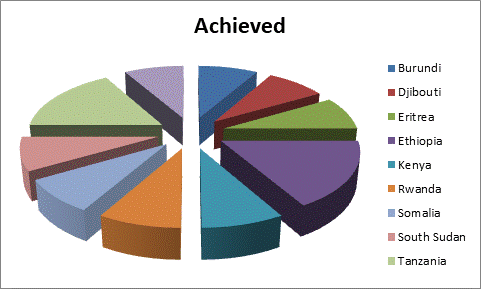 Achieved
Burundi
Djibouti
Eritrea
Ethiopia
Kenya
Rwanda
Somalia
South Sudan
Tanzania